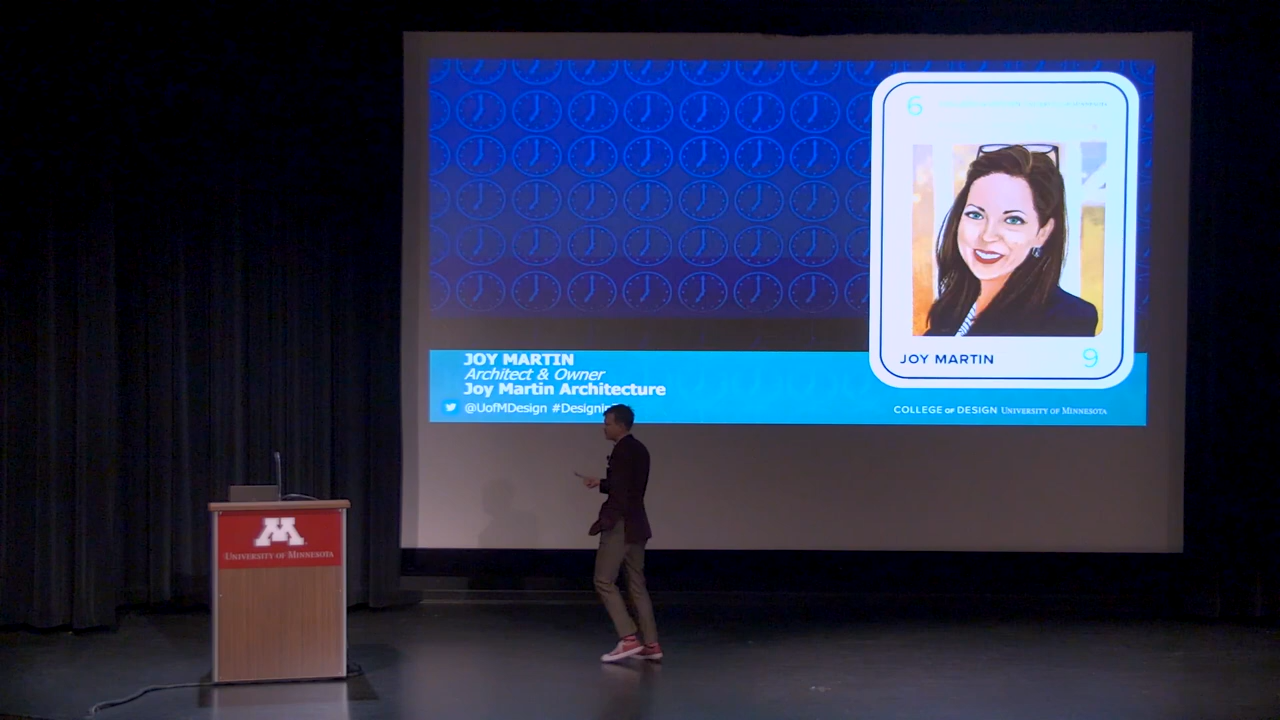 6
JOY MARTIN
9
JOY MARTIN
Architect & Owner
Joy Martin Architecture
@UofMDesign
COLLEGE OF DESIGN UNIVERSITY OF MINNESOTA
M
UNIVERSITY OF MINNESOTA